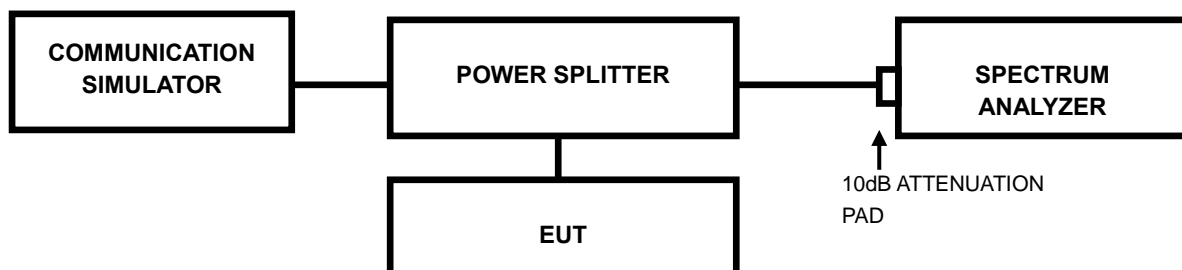 COMMUNICATION
SIMULATOR
POWER SPLITTER
SPECTRUM
ANALYZER
10dB ATTENUATION
PAD
EUT